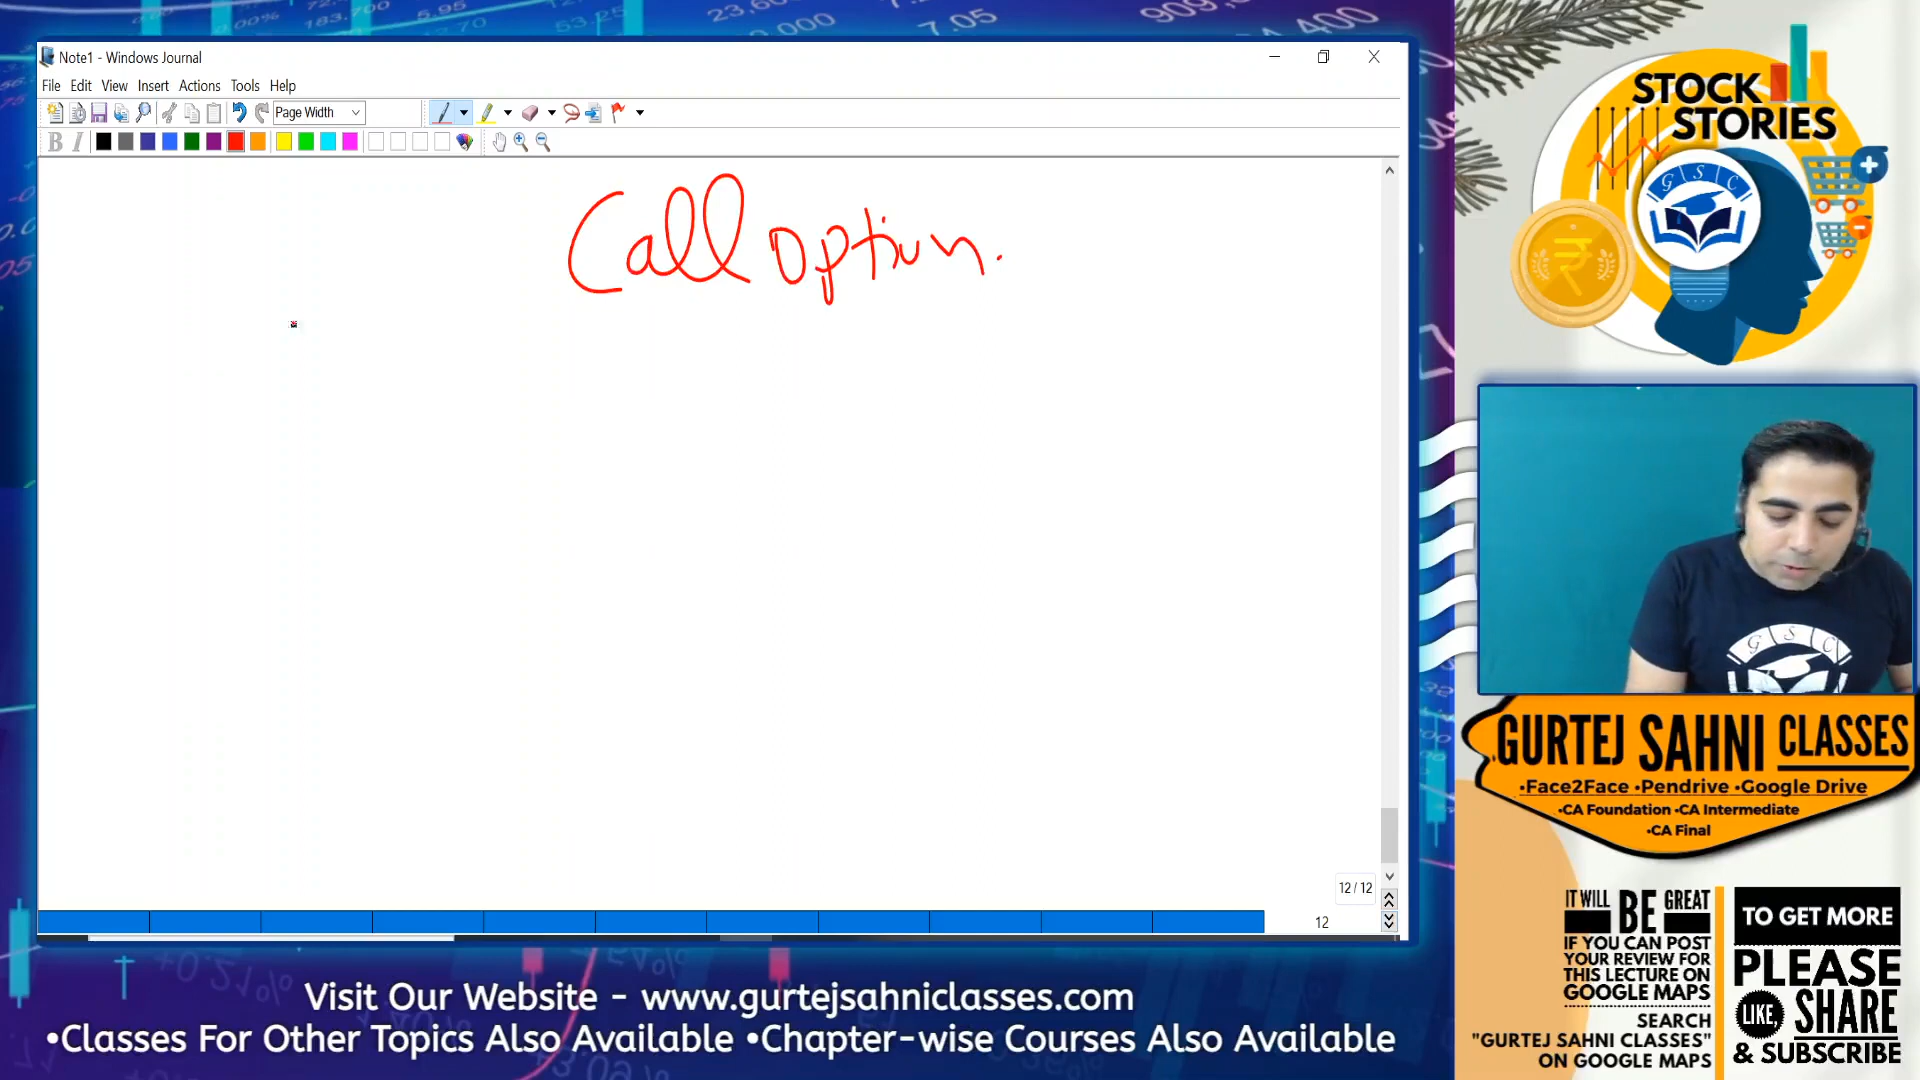 Note1 - Windows Journal
File Edit View Insert Actions Tools Help
Page Width
B I
Call option.
12 / 12
12
STOCK
STORIES
G S C
G S C
GURTEJ SAHNI CLASSES
•Face2Face •Pendrive •Google Drive
•CA Foundation •CA Intermediate
•CA Final
IT WILL BE GREAT
IF YOU CAN POST
YOUR REVIEW FOR
THIS LECTURE ON
GOOGLE MAPS
SEARCH
"GURTEJ SAHNI CLASSES"
ON GOOGLE MAPS
TO GET MORE
PLEASE
LIKE, SHARE
& SUBSCRIBE
Visit Our Website - www.gurtejsahniclasses.com
•Classes For Other Topics Also Available •Chapter-wise Courses Also Available